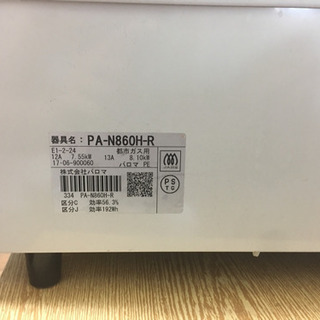 器具名: PA-N860H-R
E1-2-24 都市ガス用
12A 7.55kW 13A 8.10kW
17-06-900060 パロマ PE
株式会社パロマ
334 PA-N860H-R
区分C 効率56.3%
区分J 効率192Wh
PS
TG